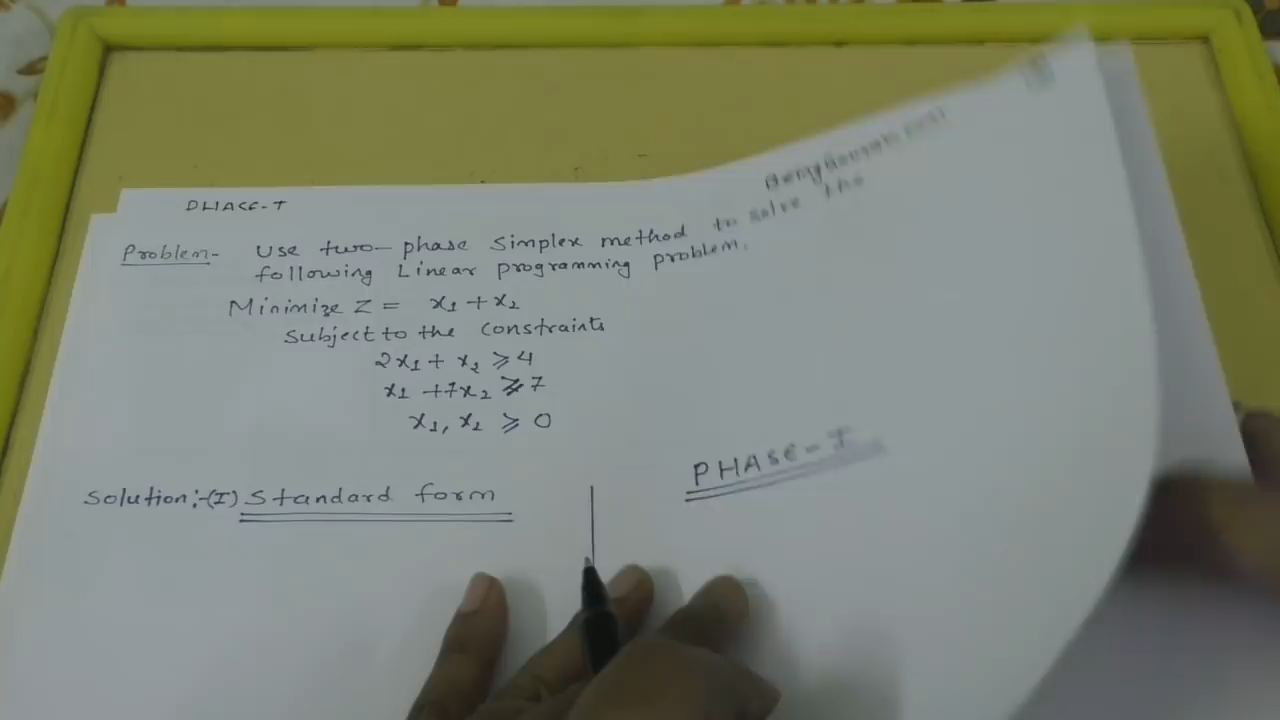 PHASE-I
Problem- Use two-phase Simplex method to solve the
following Linear programming problem.
Minimize Z = x₁ + x₂
Subject to the constraints
2x₁ + x₂ ⩾ 4
x₁ + 7x₂ ⩾ 7
x₁, x₂ ⩾ 0
PHASE-I
Solution:-(I) Standard form